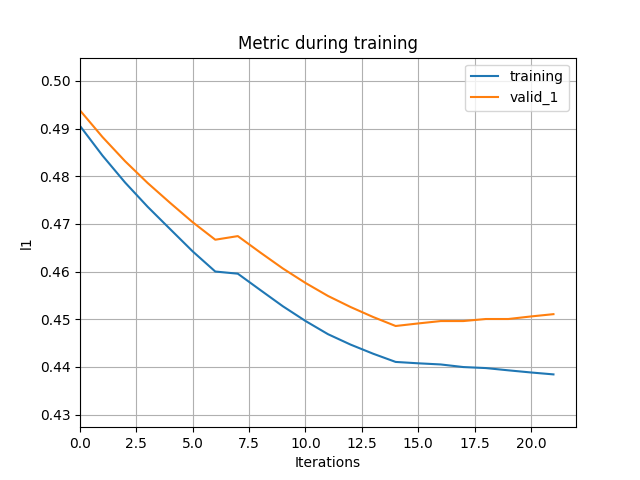 Metric during training
training
valid_1
0.50
0.49
0.48
0.47
0.46
0.45
0.44
0.43
l1
0.0 2.5 5.0 7.5 10.0 12.5 15.0 17.5 20.0
Iterations